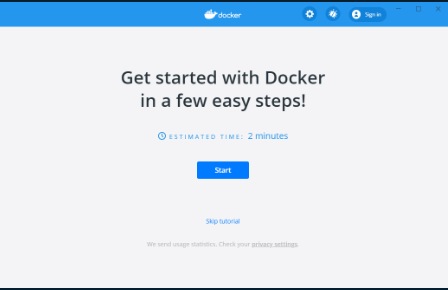 docker
Sign in
Get started with Docker
in a few easy steps!
ESTIMATED TIME: 2 minutes
Start
Skip tutorial
We send usage statistics. Check your privacy settings.